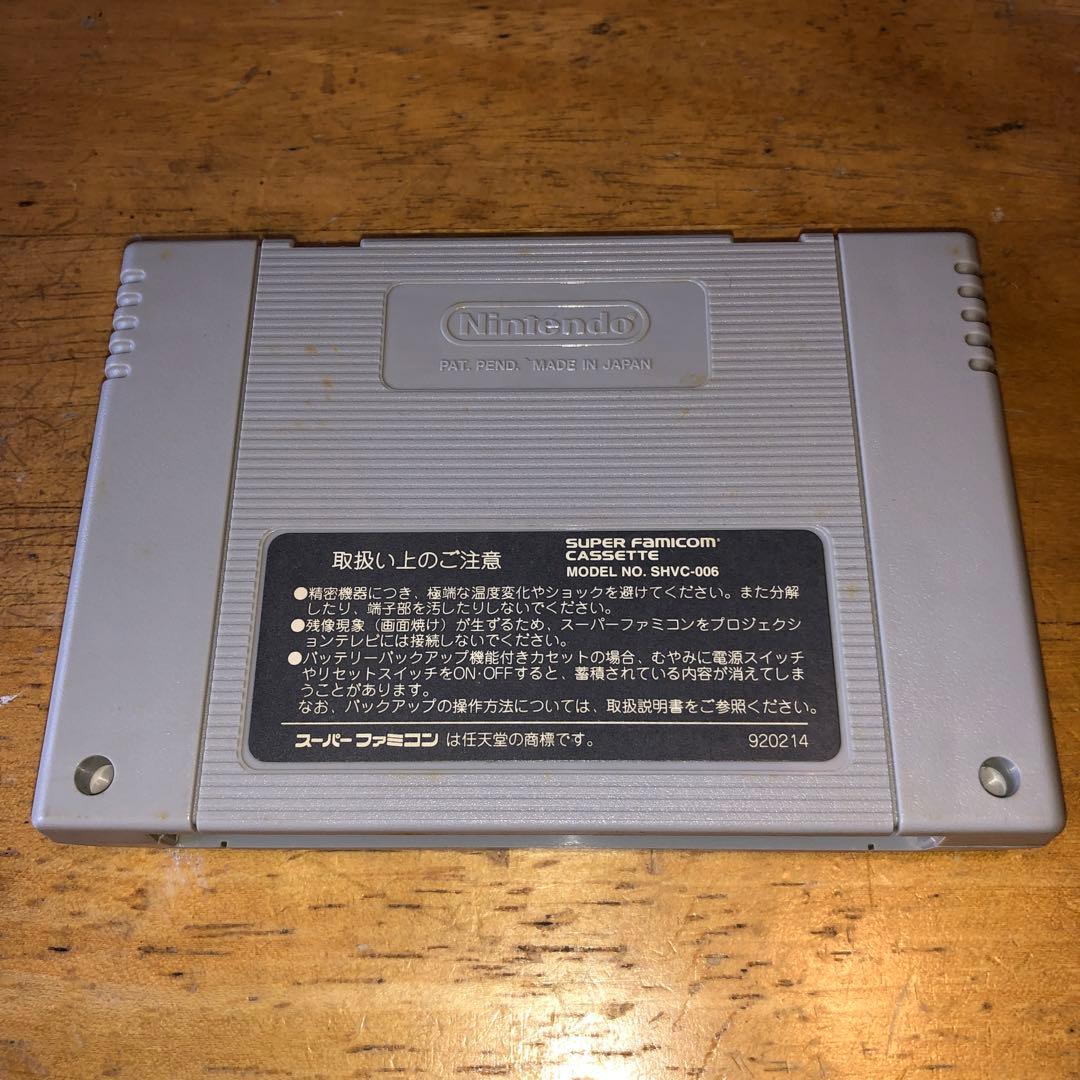 Nintendo
PAT. PEND. MADE IN JAPAN
取扱い上のご注意
SUPER FAMICOM
CASSETTE
MODEL NO. SHVC-006
●精密機器につき、極端な温度変化やショックを避けてください。また分解
したり、端子部を汚したりしないでください。
●残像現象（画面焼け）が生ずるため、スーパーファミコンをプロジェクシ
ョンテレビには接続しないでください。
●バッテリーバックアップ機能付きカセットの場合、むやみに電源スイッチ
やリセットスイッチをON･OFFすると、蓄積されている内容が消えてしま
うことがあります。
なお、バックアップの操作方法については、取扱説明書をご参照ください。
スーパーファミコン は任天堂の商標です。
920214